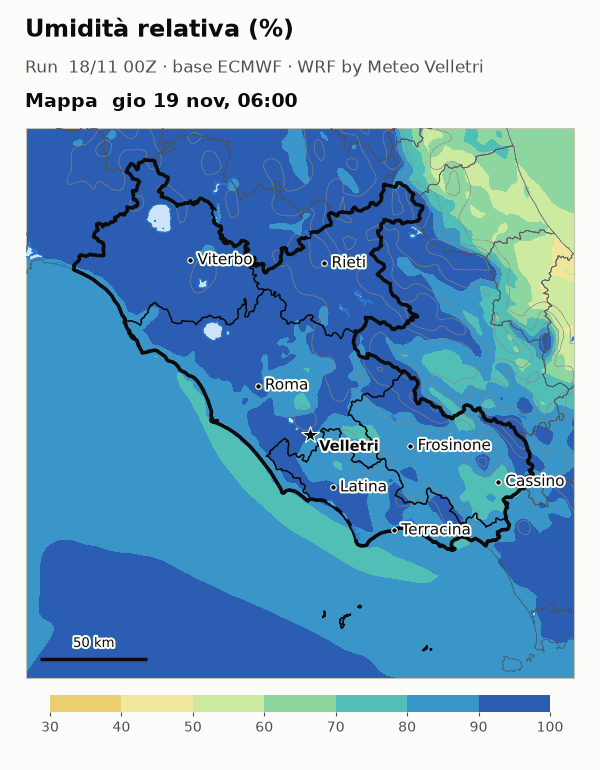 Umidità relativa (%)
Run 18/11 00Z · base ECMWF · WRF by Meteo Velletri
Mappa gio 19 nov, 06:00
Viterbo
Rieti
Roma
Velletri
Frosinone
Latina
Cassino
Terracina
50 km
30 40 50 60 70 80 90 100